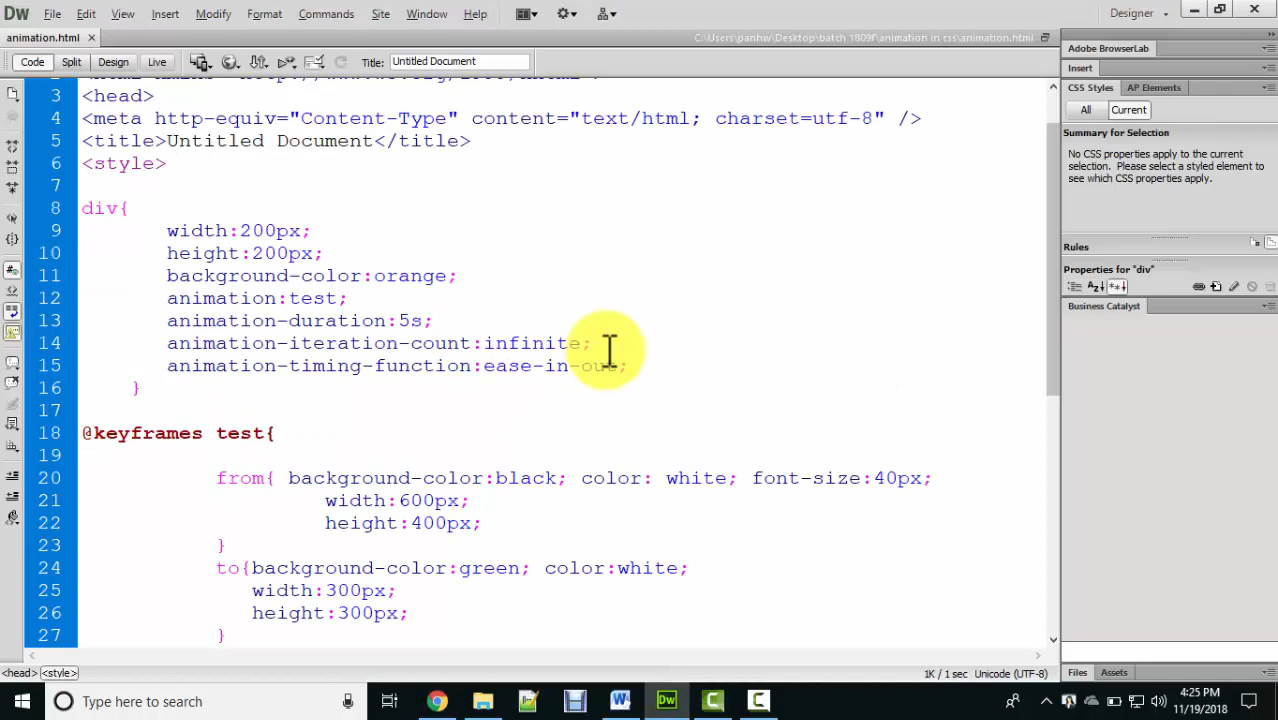 Dw File Edit View Insert Modify Format Commands Site Window Help Designer
animation.html × C:\Users\panhw\Desktop\batch 1809f\animation in css\animation.html
Code Split Design Live Title: Untitled Document
Adobe BrowserLab
Insert
CSS Styles AP Elements
All Current
Summary for Selection
No CSS properties apply to the current
selection. Please select a styled element
to see which CSS properties apply.
Rules
Properties for "div"
Business Catalyst
Files Assets
3 <head>
4 <meta http-equiv="Content-Type" content="text/html; charset=utf-8" />
5 <title>Untitled Document</title>
6 <style>
7
8 div{
9 width:200px;
10 height:200px;
11 background-color:orange;
12 animation:test;
13 animation-duration:5s;
14 animation-iteration-count:infinite;
15 animation-timing-function:ease-in-out;
16 }
17
18 @keyframes test{
19
20 from{ background-color:black; color: white; font-size:40px;
21 width:600px;
22 height:400px;
23 }
24 to{background-color:green; color:white;
25 width:300px;
26 height:300px;
27 }
<head> <style> 1K / 1 sec Unicode (UTF-8)
Type here to search
4:25 PM
11/19/2018